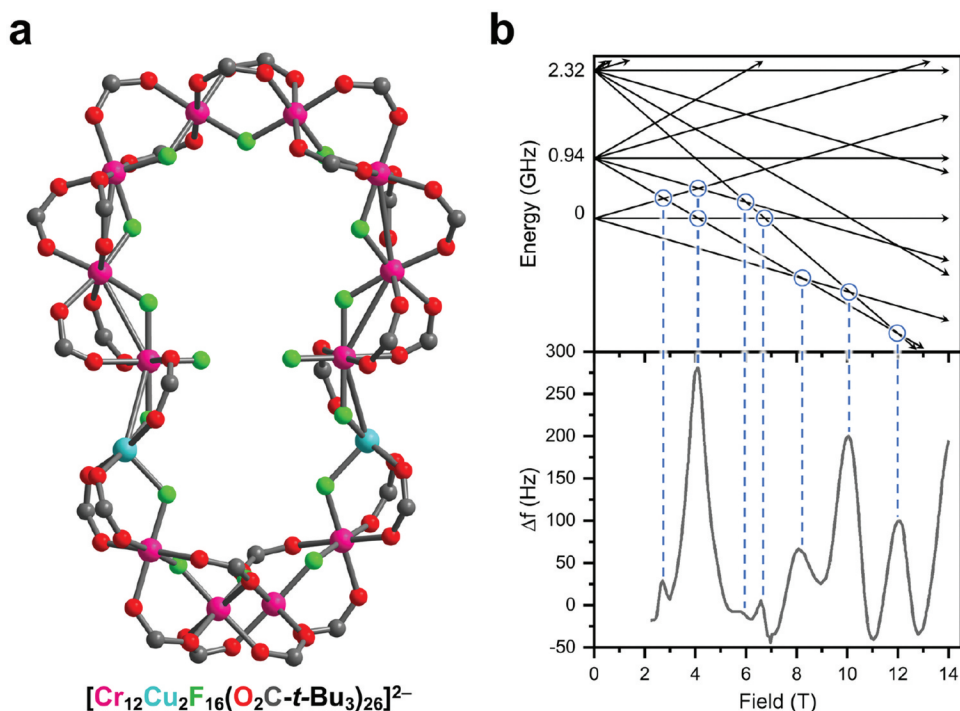 a
b
2.32
0.94
0
Energy (GHz)
300
250
200
150
100
50
0
-50
Δf (Hz)
0 2 4 6 8 10 12 14
Field (T)
[Cr12Cu2F16(O2C-t-Bu3)26]2–